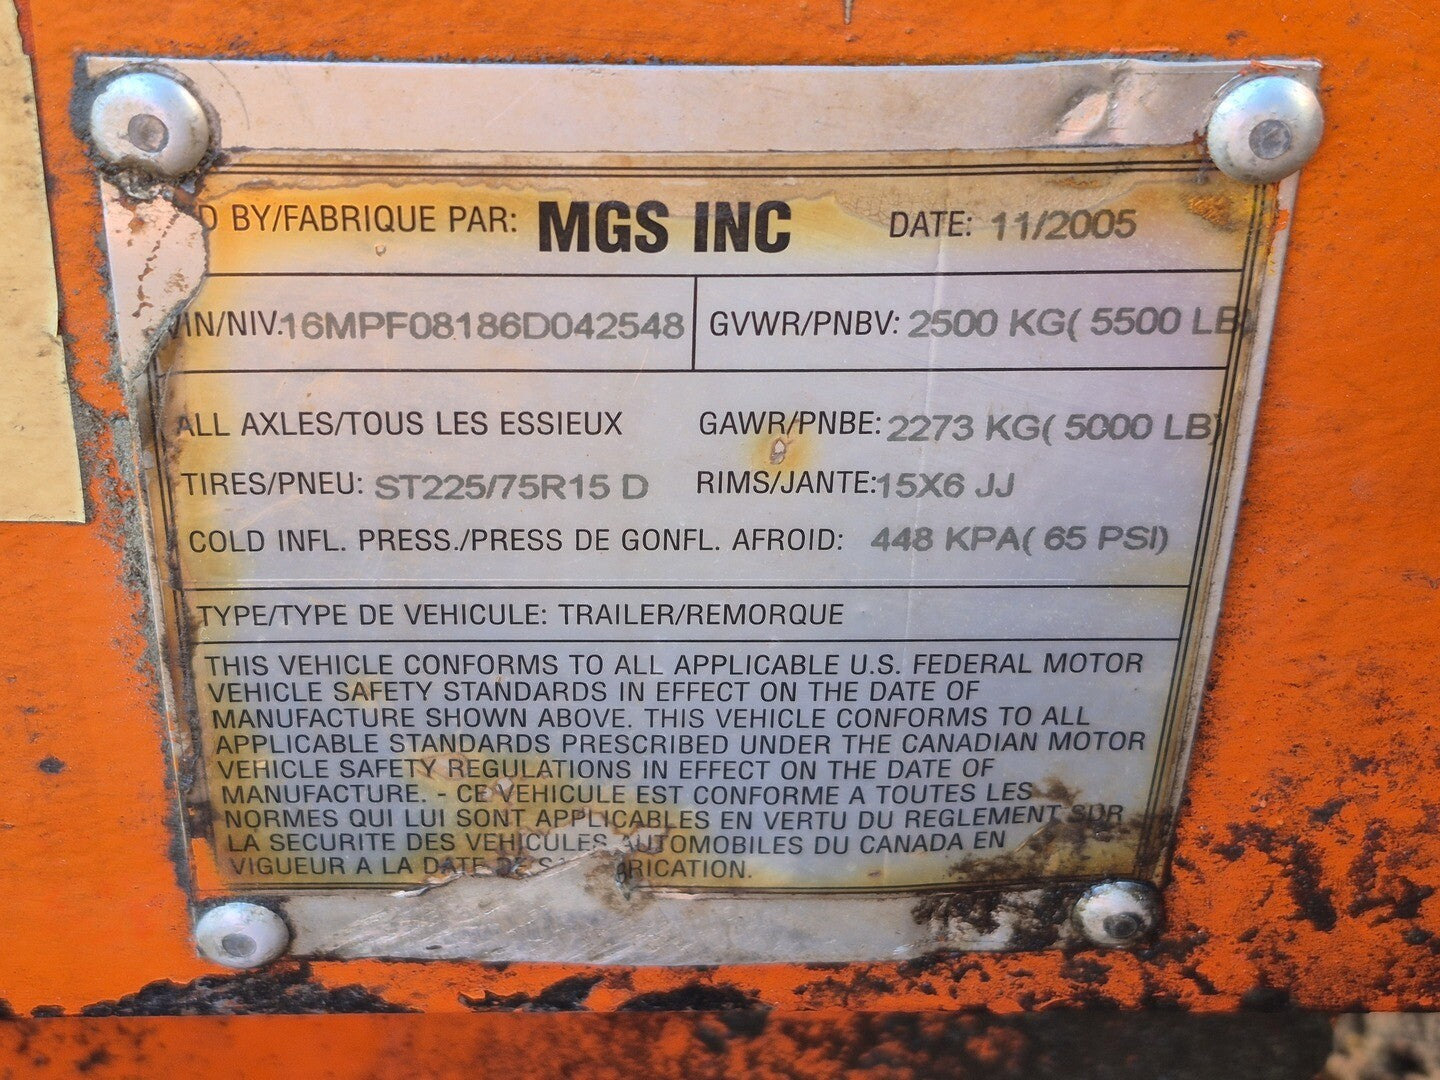 D BY/FABRIQUE PAR: MGS INC DATE: 11/2005
VIN/NIV: 16MPF08186D042548 GVWR/PNBV: 2500 KG( 5500 LB)
ALL AXLES/TOUS LES ESSIEUX GAWR/PNBE: 2273 KG( 5000 LB)
TIRES/PNEU: ST225/75R15 D RIMS/JANTE: 15X6 JJ
COLD INFL. PRESS./PRESS DE GONFL. AFROID: 448 KPA( 65 PSI)
TYPE/TYPE DE VEHICULE: TRAILER/REMORQUE
THIS VEHICLE CONFORMS TO ALL APPLICABLE U.S. FEDERAL MOTOR
VEHICLE SAFETY STANDARDS IN EFFECT ON THE DATE OF
MANUFACTURE SHOWN ABOVE. THIS VEHICLE CONFORMS TO ALL
APPLICABLE STANDARDS PRESCRIBED UNDER THE CANADIAN MOTOR
VEHICLE SAFETY REGULATIONS IN EFFECT ON THE DATE OF
MANUFACTURE. - CE VEHICULE EST CONFORME A TOUTES LES
NORMES QUI LUI SONT APPLICABLES EN VERTU DU REGLEMENT SDR
LA SECURITE DES VEHICULES AUTOMOBILES DU CANADA EN
VIGUEUR A LA DATE DE RICATION.